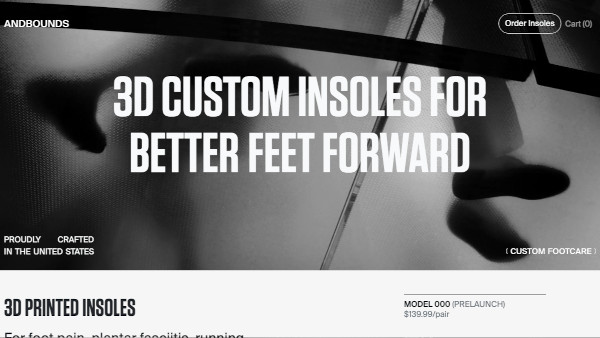 ANDBOUNDS
Order Insoles Cart (0)
3D CUSTOM INSOLES FOR
BETTER FEET FORWARD
PROUDLY CRAFTED
IN THE UNITED STATES
( CUSTOM FOOTCARE )
3D PRINTED INSOLES
MODEL 000 (PRELAUNCH)
$139.99/pair
For foot pain, plantar fasciitis, running